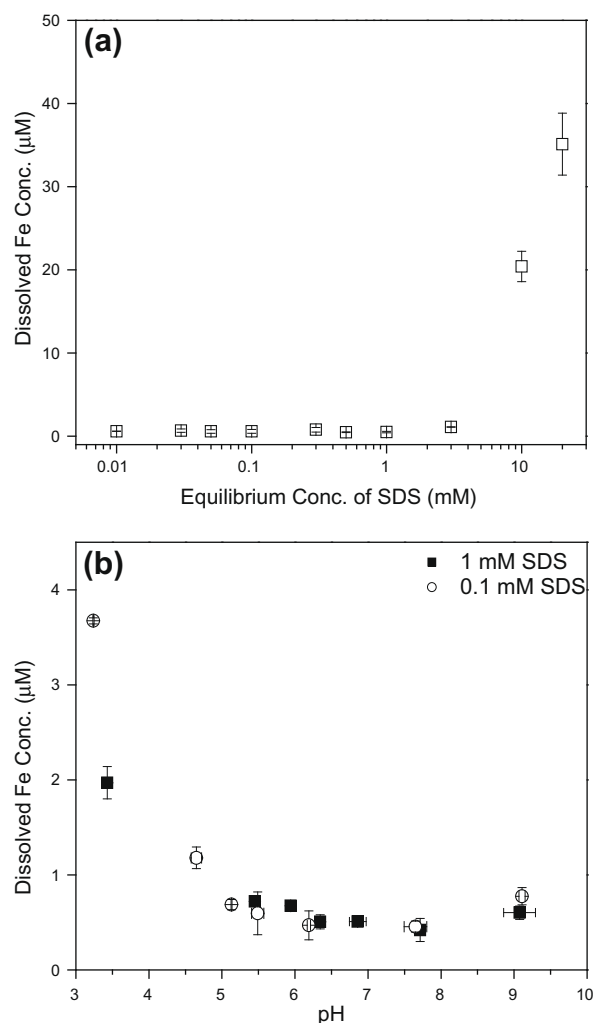 (a)
50
40
30
20
10
0
Dissolved Fe Conc. (μM)
0.01 0.1 1 10
Equilibrium Conc. of SDS (mM)
(b)
1 mM SDS
0.1 mM SDS
4
3
2
1
0
Dissolved Fe Conc. (μM)
3 4 5 6 7 8 9 10
pH